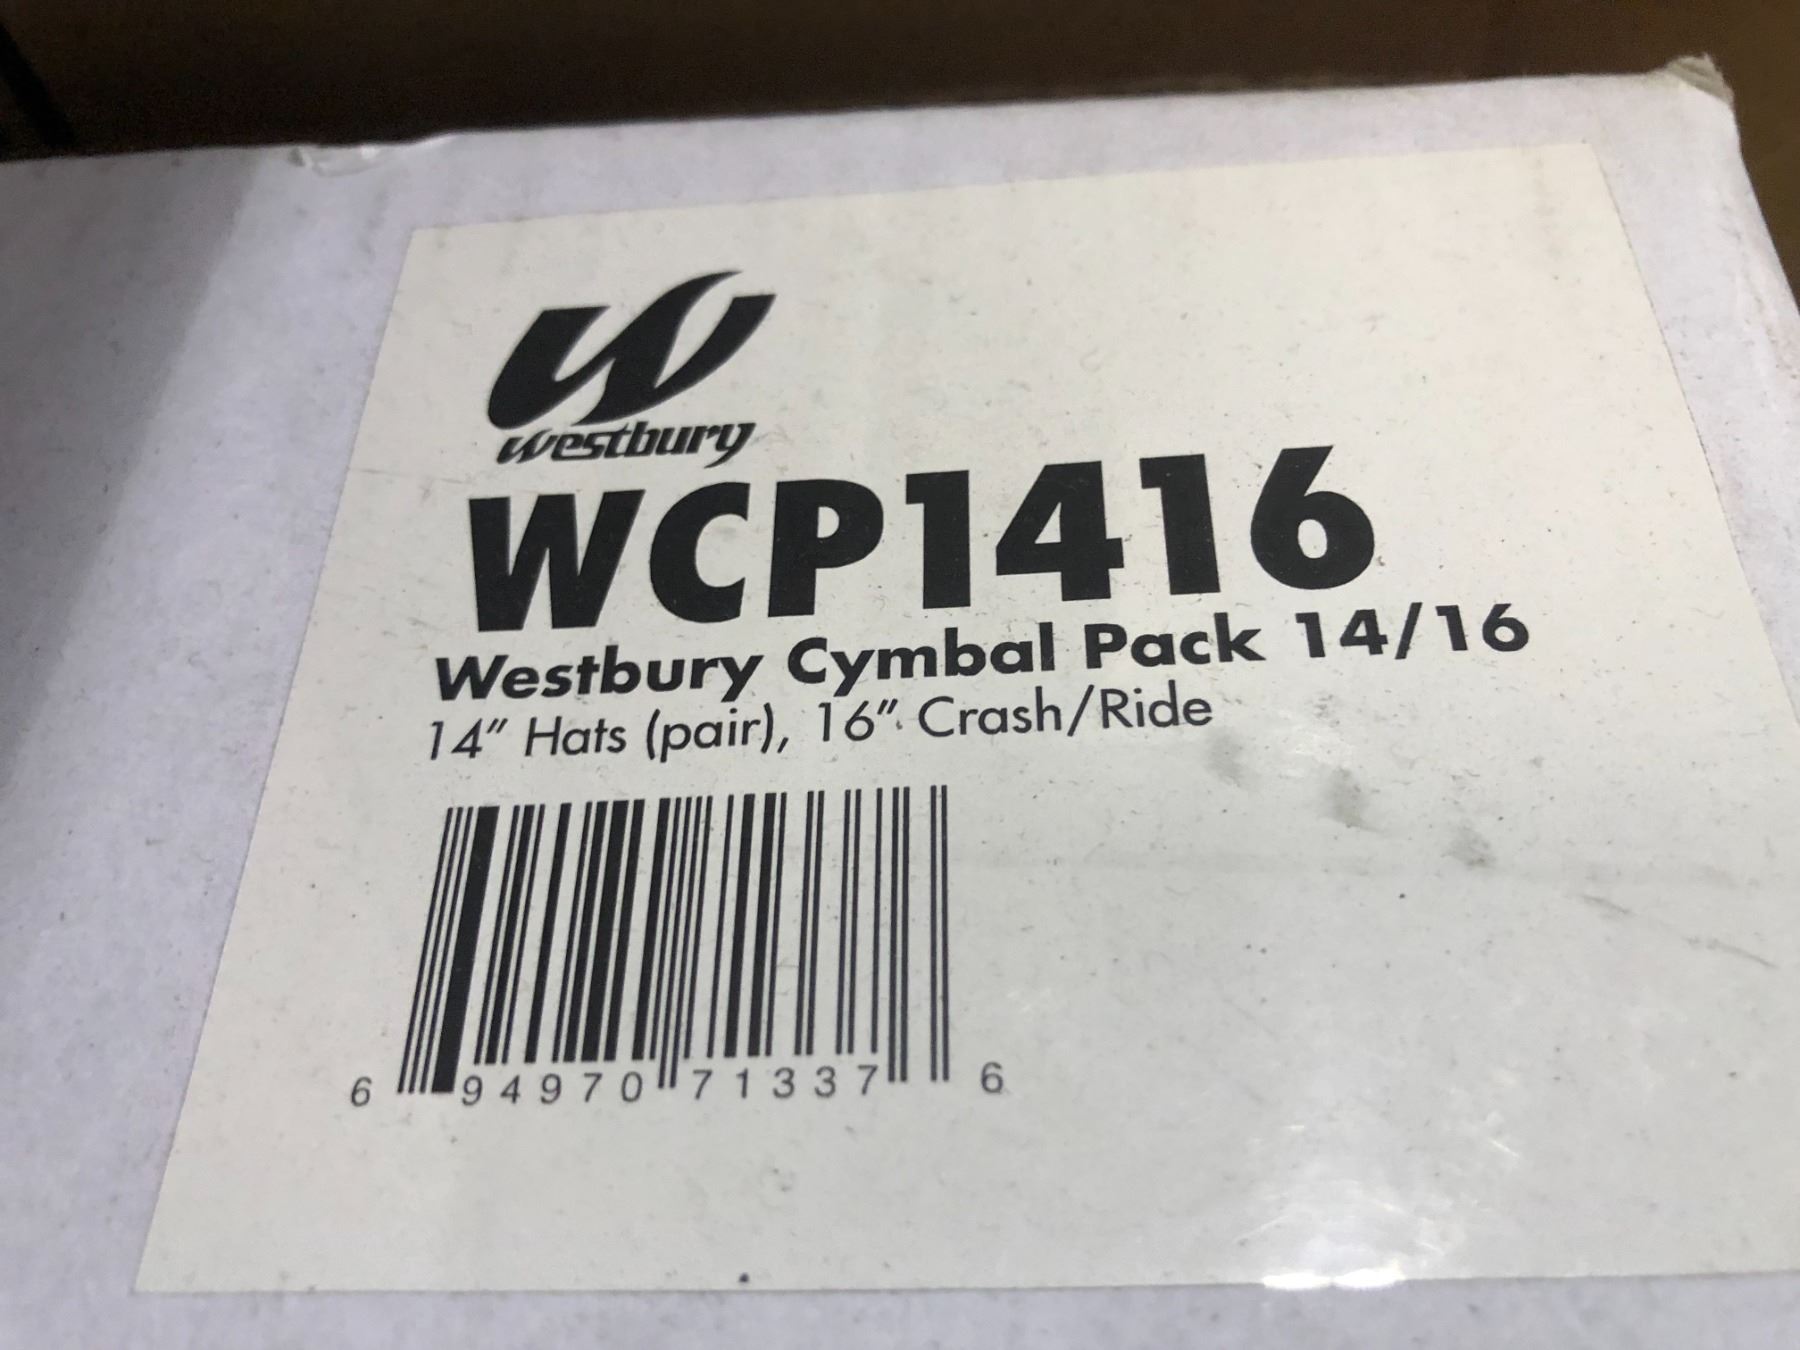 Westbury
WCP1416
Westbury Cymbal Pack 14/16
14" Hats (pair), 16" Crash/Ride
6 94970 71337 6